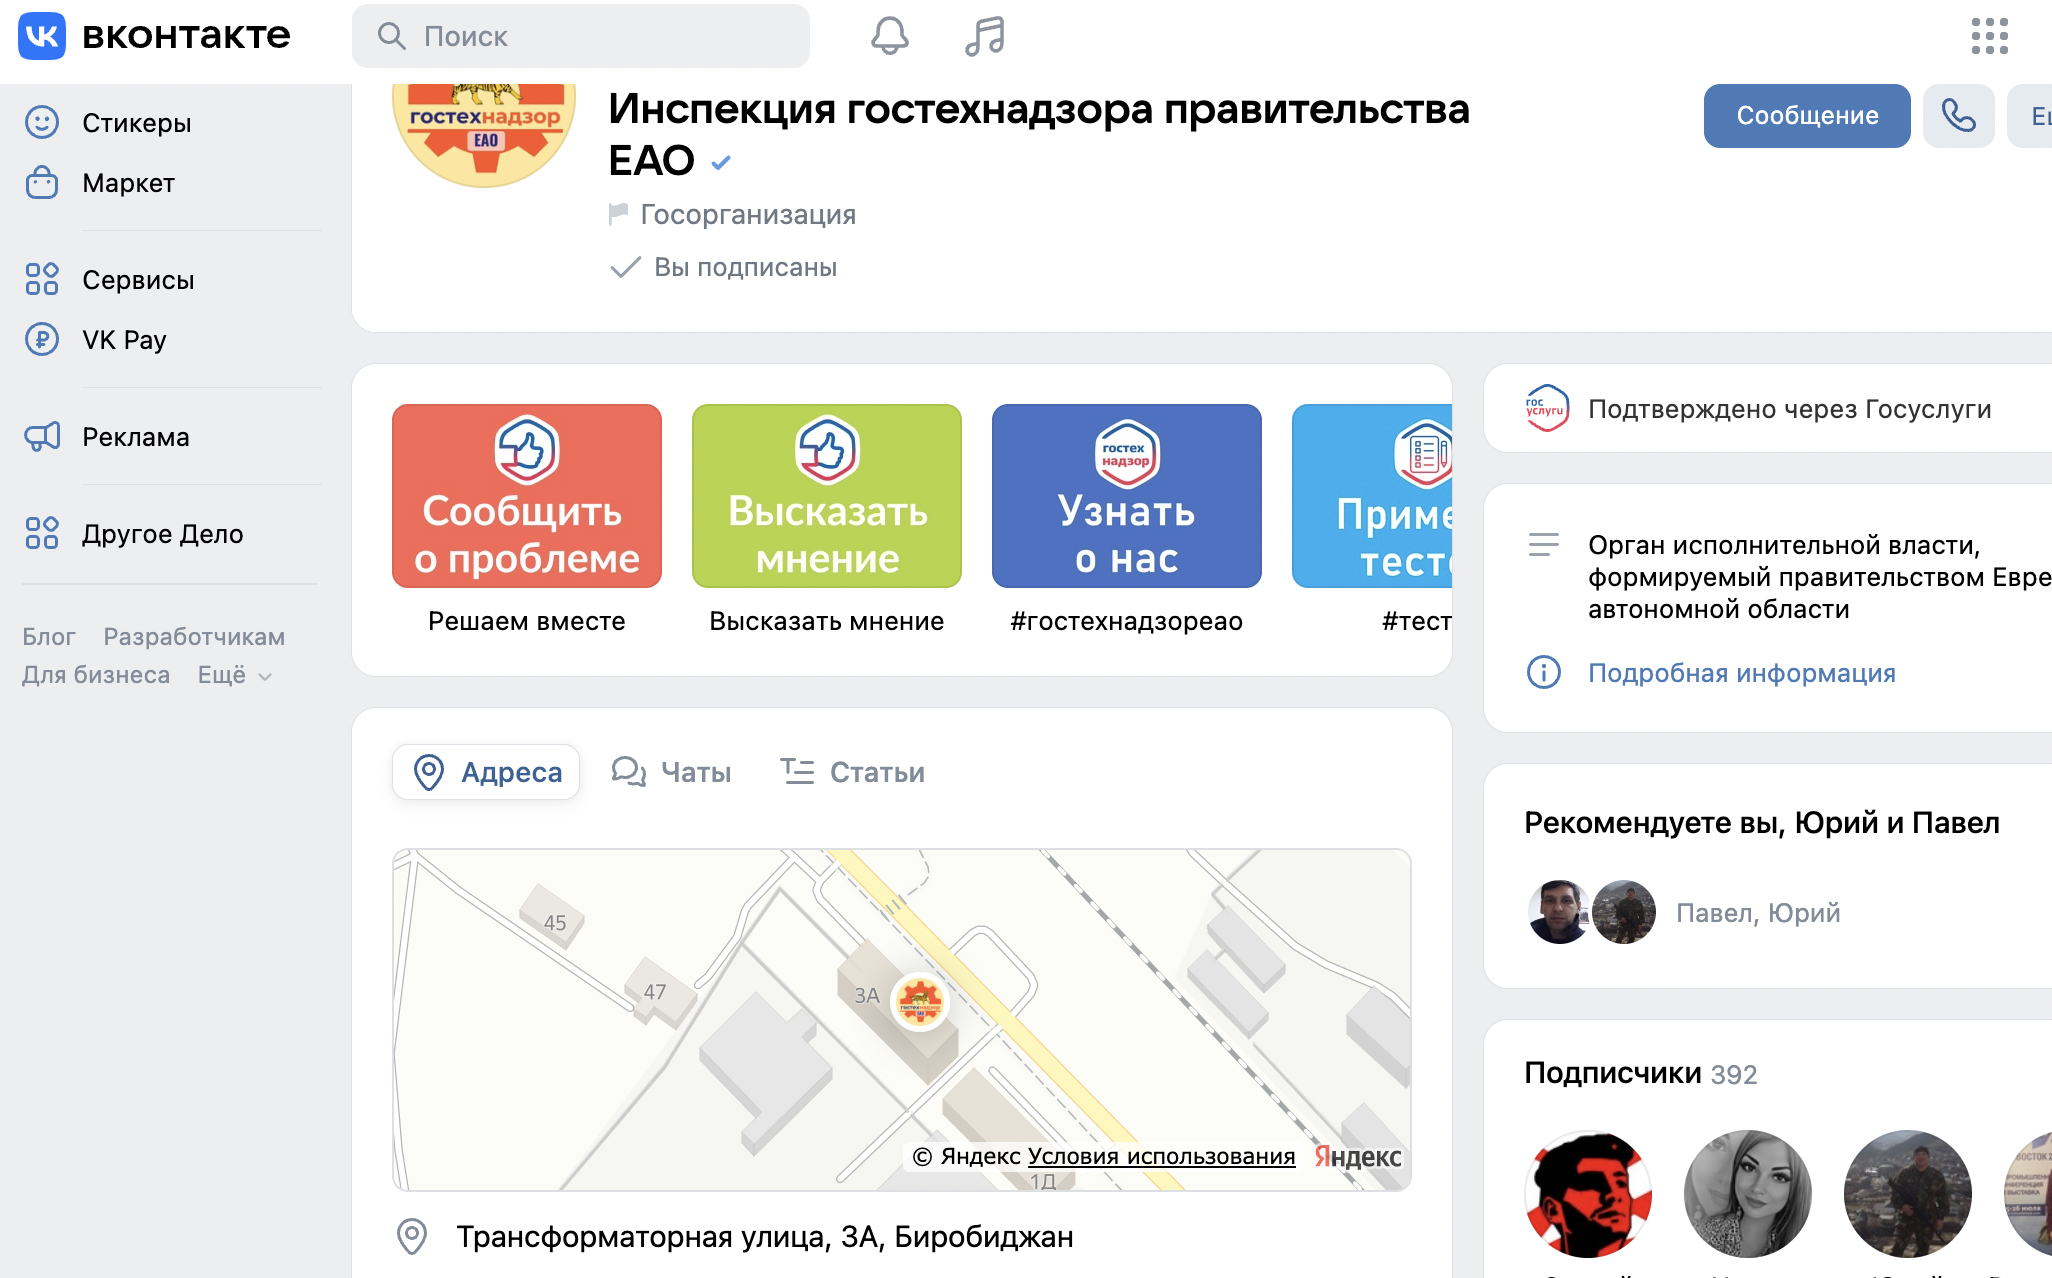 вконтакте
Поиск
Стикеры
Маркет
Сервисы
VK Pay
Реклама
Другое Дело
Блог Разработчикам
Для бизнеса Ещё
гостехнадзор
ЕАО
Инспекция гостехнадзора правительства
ЕАО
Госорганизация
Вы подписаны
Сообщение
Сообщить
о проблеме
Решаем вместе
Высказать
мнение
Высказать мнение
гостех
надзор
Узнать
о нас
#гостехнадзореао
#тест
гос
услуги
Подтверждено через Госуслуги
Орган исполнительной власти,
формируемый правительством Евре
автономной области
Подробная информация
Адреса
Чаты
Статьи
45
47
3А
1Д
© Яндекс Условия использования
Яндекс
Трансформаторная улица, 3А, Биробиджан
Рекомендуете вы, Юрий и Павел
Павел, Юрий
Подписчики 392